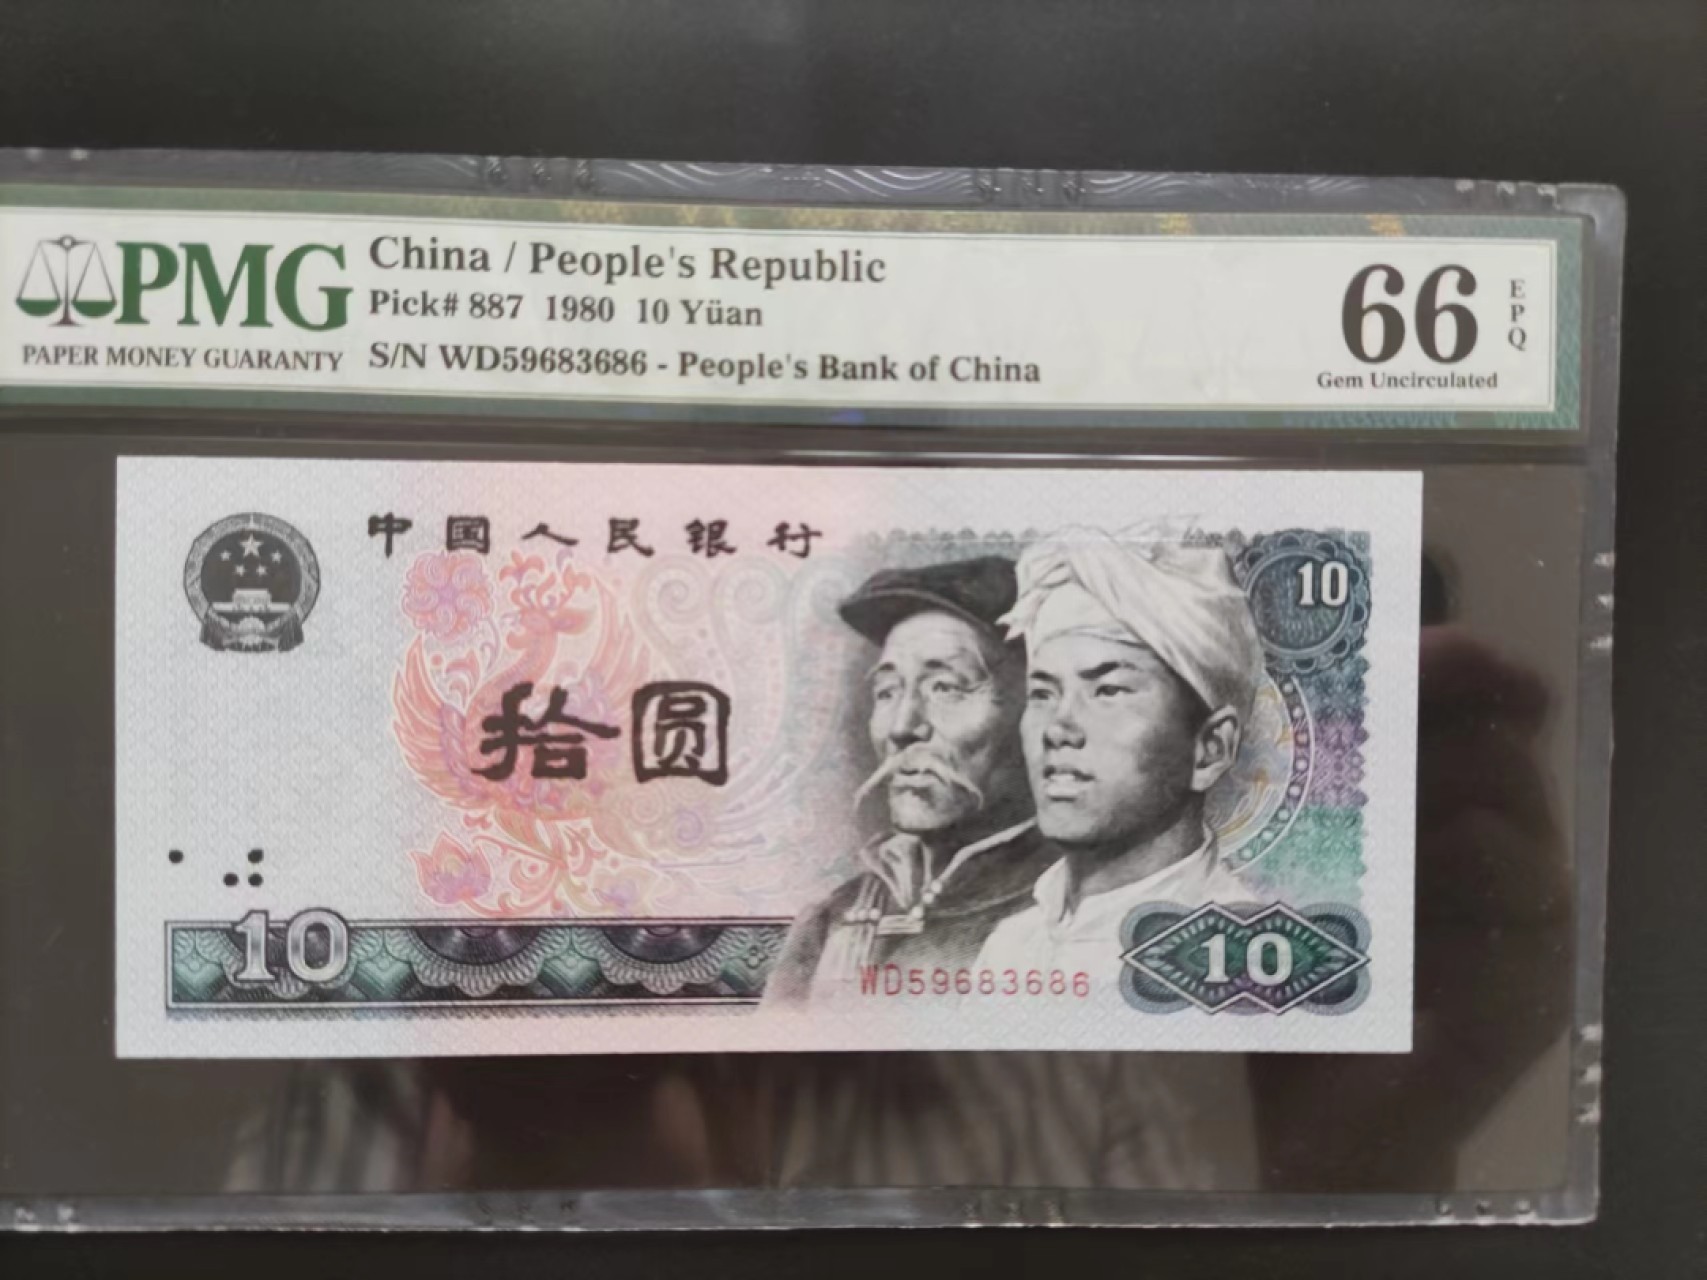 PMG
PAPER MONEY GUARANTY
China / People's Republic
Pick# 887 1980 10 Yüan
S/N WD59683686 - People's Bank of China
66
EPQ
Gem Uncirculated
中国人民银行
10
拾圆
10
WD59683686
10